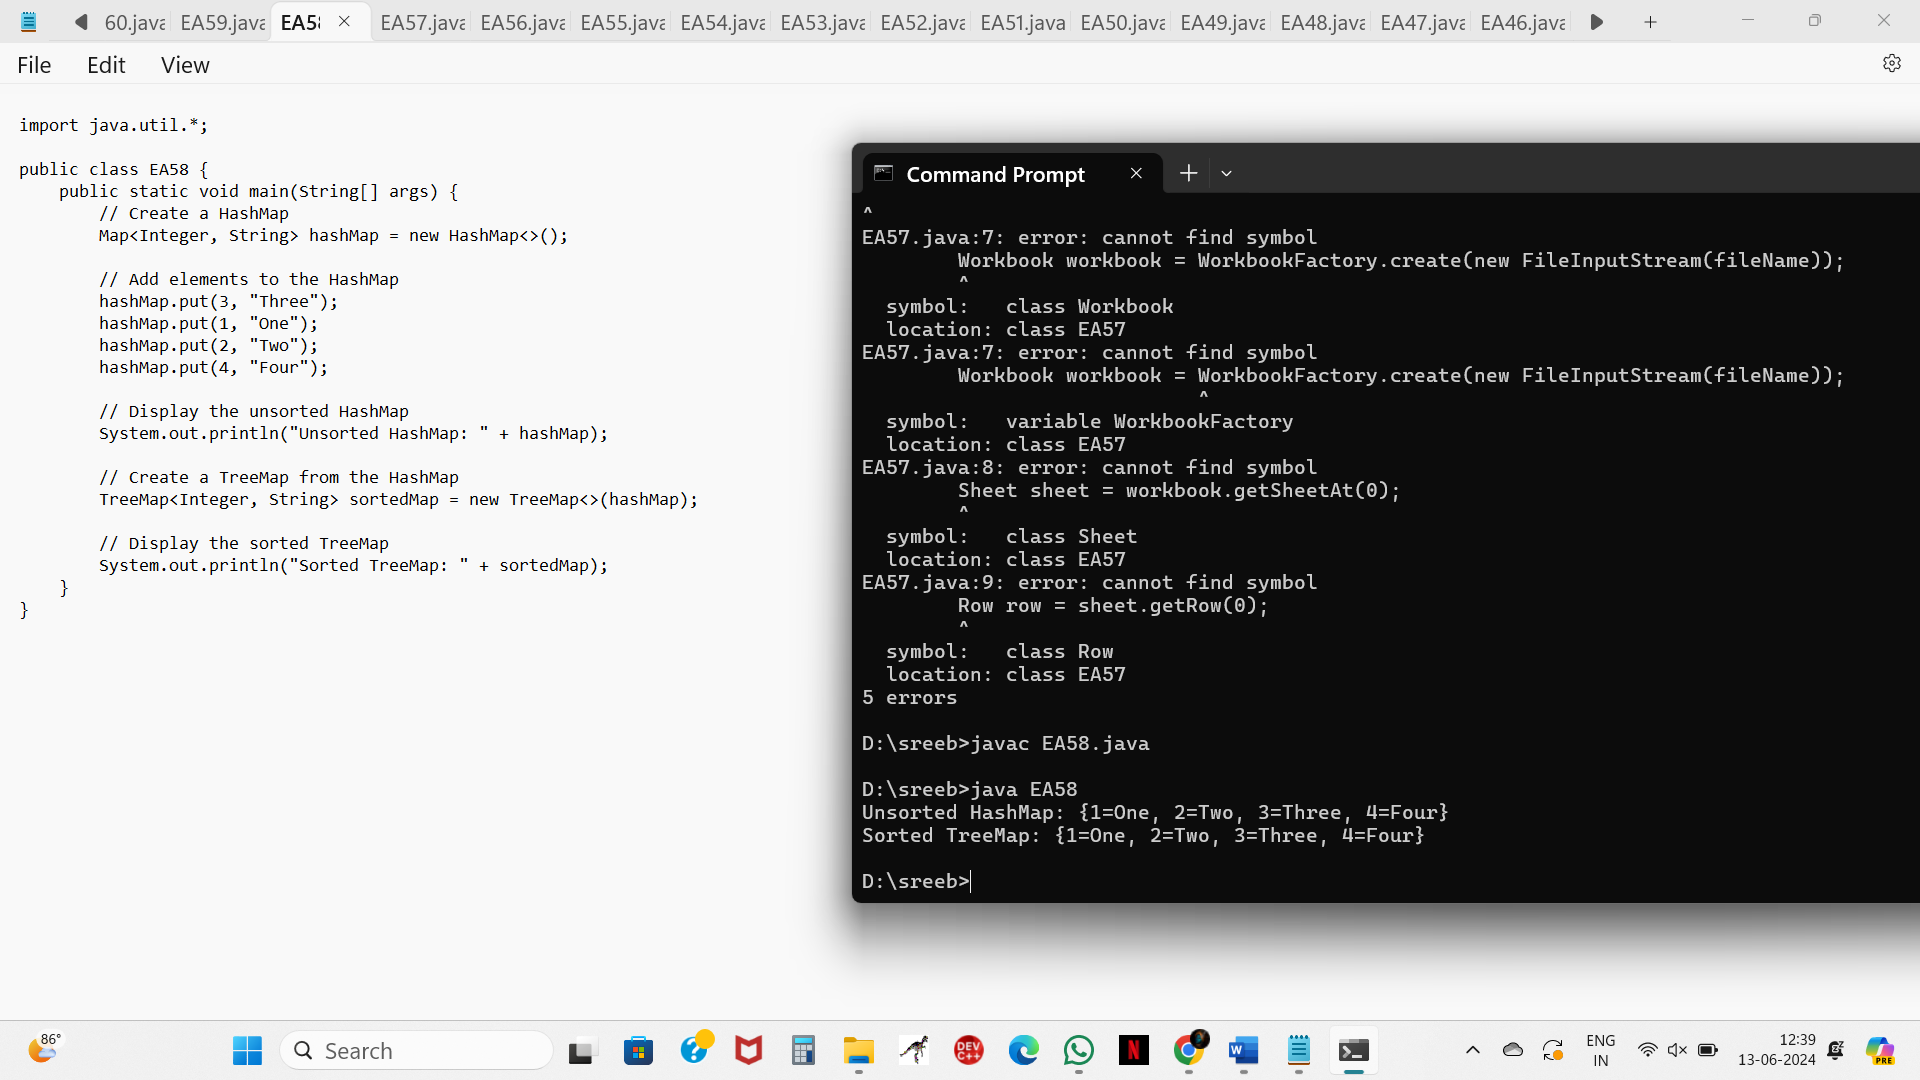 60.java EA59.java EA58 EA57.java EA56.java EA55.java EA54.java EA53.java EA52.java EA51.java EA50.java EA49.java EA48.java EA47.java EA46.java
File Edit View
import java.util.*;
public class EA58 {
    public static void main(String[] args) {
        // Create a HashMap
        Map<Integer, String> hashMap = new HashMap<>();
        // Add elements to the HashMap
        hashMap.put(3, "Three");
        hashMap.put(1, "One");
        hashMap.put(2, "Two");
        hashMap.put(4, "Four");
        // Display the unsorted HashMap
        System.out.println("Unsorted HashMap: " + hashMap);
        // Create a TreeMap from the HashMap
        TreeMap<Integer, String> sortedMap = new TreeMap<>(hashMap);
        // Display the sorted TreeMap
        System.out.println("Sorted TreeMap: " + sortedMap);
    }
}
Command Prompt
^
EA57.java:7: error: cannot find symbol
        Workbook workbook = WorkbookFactory.create(new FileInputStream(fileName));
        ^
  symbol:   class Workbook
  location: class EA57
EA57.java:7: error: cannot find symbol
        Workbook workbook = WorkbookFactory.create(new FileInputStream(fileName));
                            ^
  symbol:   variable WorkbookFactory
  location: class EA57
EA57.java:8: error: cannot find symbol
        Sheet sheet = workbook.getSheetAt(0);
        ^
  symbol:   class Sheet
  location: class EA57
EA57.java:9: error: cannot find symbol
        Row row = sheet.getRow(0);
        ^
  symbol:   class Row
  location: class EA57
5 errors
D:\sreeb>javac EA58.java
D:\sreeb>java EA58
Unsorted HashMap: {1=One, 2=Two, 3=Three, 4=Four}
Sorted TreeMap: {1=One, 2=Two, 3=Three, 4=Four}
D:\sreeb>
86°
Search
DEV C++
N
W
ENG
IN
12:39
13-06-2024
PRE